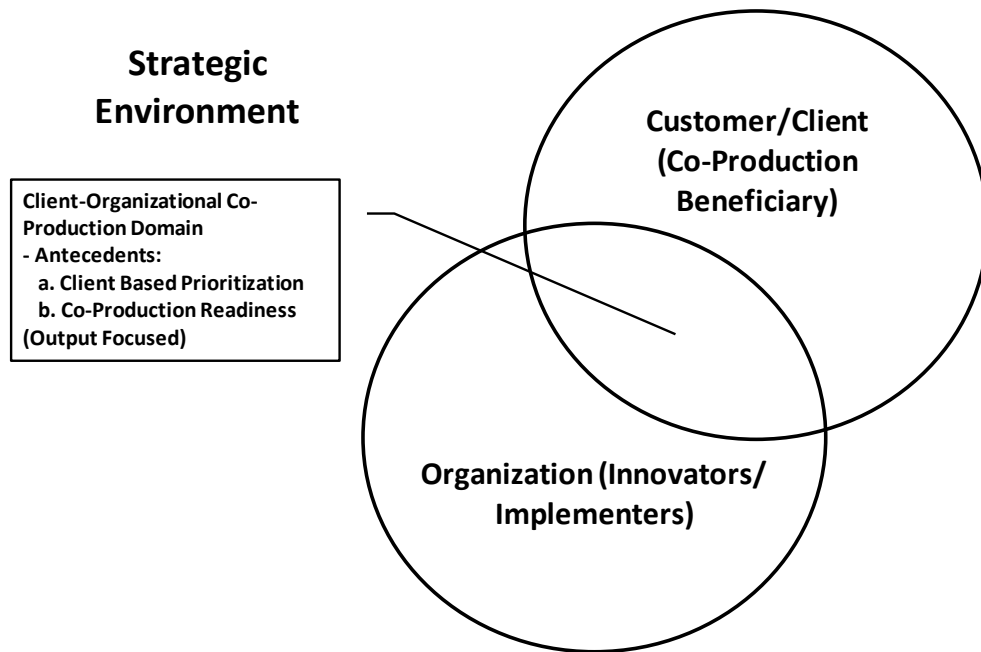 Strategic
Environment
Customer/Client
(Co-Production
Beneficiary)
Client-Organizational Co-
Production Domain
- Antecedents:
a. Client Based Prioritization
b. Co-Production Readiness
(Output Focused)
Organization (Innovators/
Implementers)